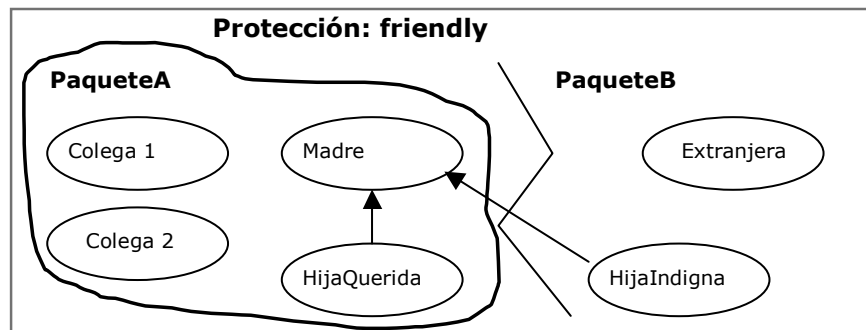 Protección: friendly
PaqueteA
PaqueteB
Colega 1
Madre
Extranjera
Colega 2
HijaQuerida
HijaIndigna